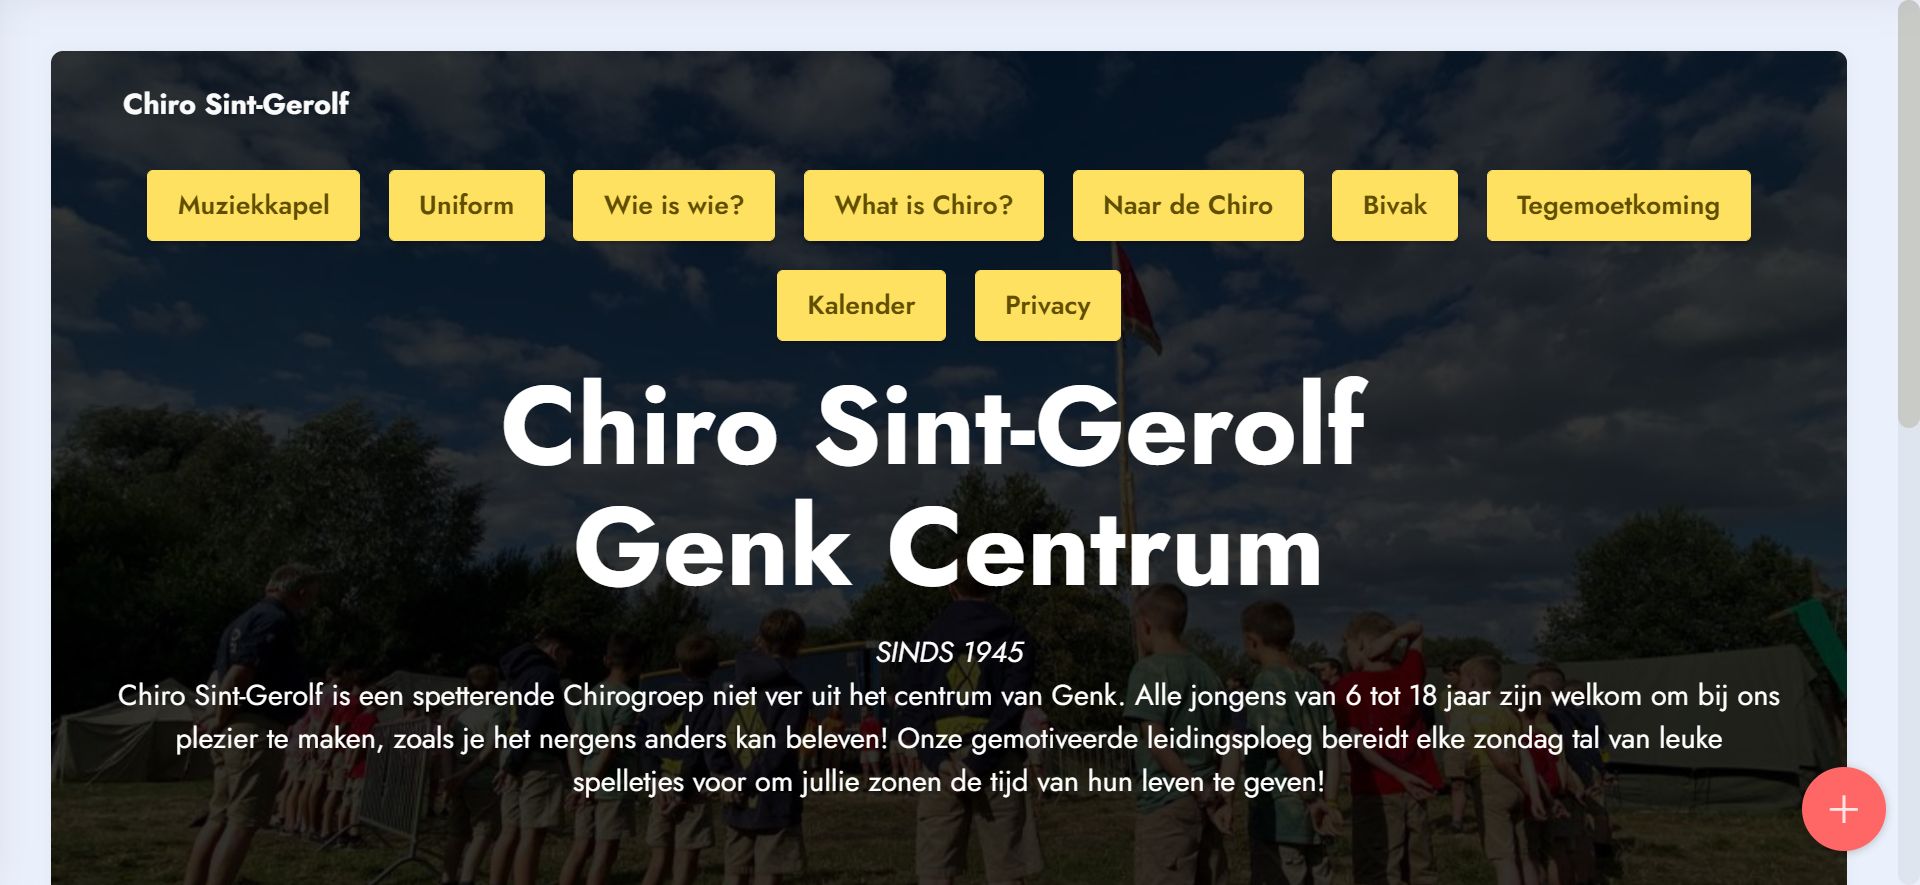 Chiro Sint-Gerolf
Muziekkapel Uniform Wie is wie? What is Chiro? Naar de Chiro Bivak Tegemoetkoming
Kalender Privacy
Chiro Sint-Gerolf
Genk Centrum
SINDS 1945
Chiro Sint-Gerolf is een spetterende Chirogroep niet ver uit het centrum van Genk. Alle jongens van 6 tot 18 jaar zijn welkom om bij ons
plezier te maken, zoals je het nergens anders kan beleven! Onze gemotiveerde leidingsploeg bereidt elke zondag tal van leuke
spelletjes voor om jullie zonen de tijd van hun leven te geven!